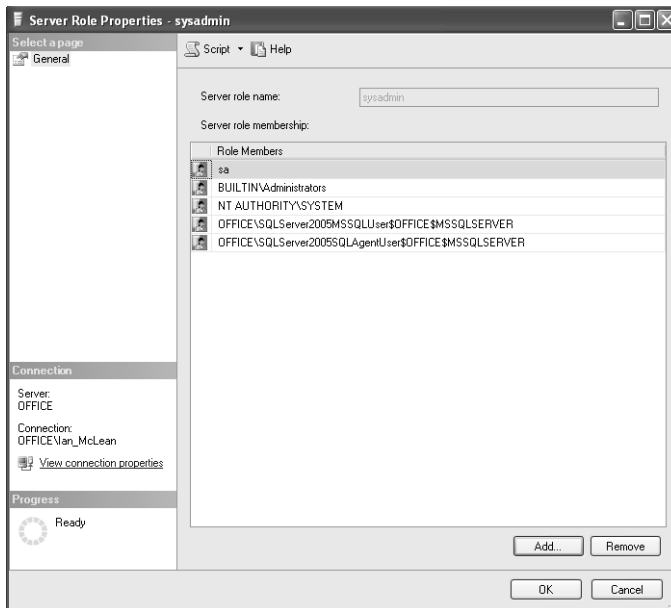 Server Role Properties - sysadmin
Select a page
General
Script
Help
Server role name:
sysadmin
Server role membership:
Role Members
sa
BUILTIN\Administrators
NT AUTHORITY\SYSTEM
OFFICE\SQLServer2005MSSQLUser$OFFICE$MSSQLSERVER
OFFICE\SQLServer2005SQLAgentUser$OFFICE$MSSQLSERVER
Connection
Server:
OFFICE
Connection:
OFFICE\Ian_McLean
View connection properties
Progress
Ready
Add...
Remove
OK
Cancel